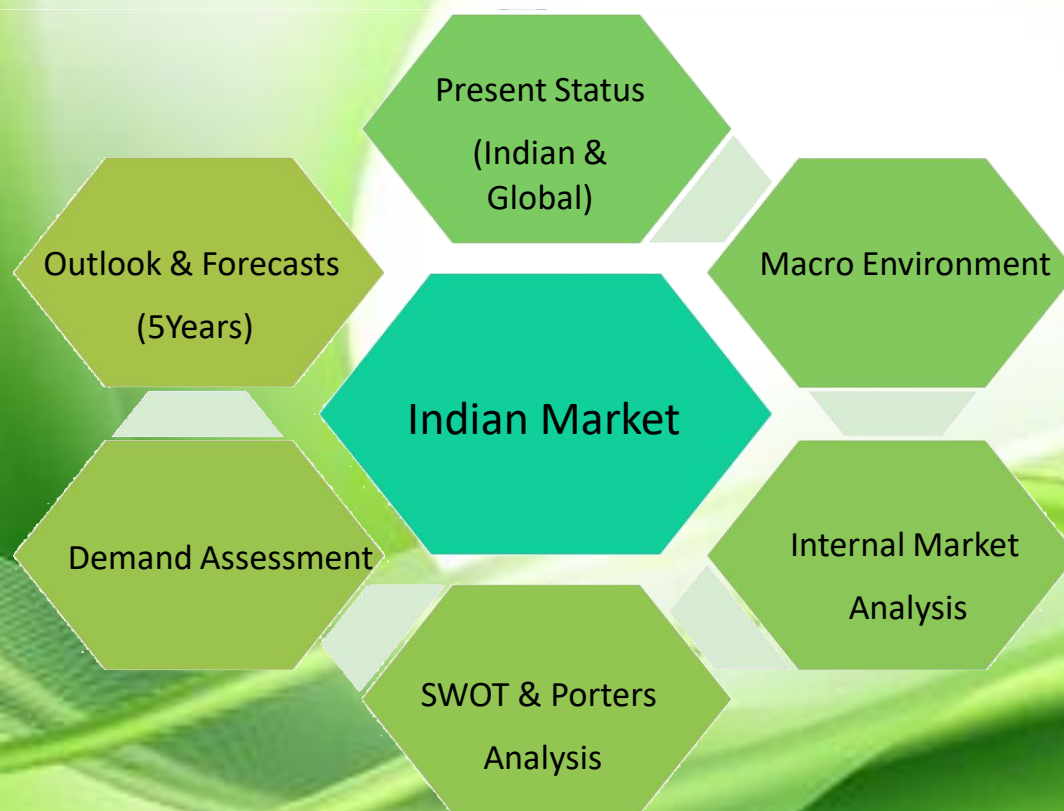 Present Status
(Indian &
Global)
Macro Environment
Internal Market
Analysis
SWOT & Porters
Analysis
Demand Assessment
Outlook & Forecasts
(5Years)
Indian Market